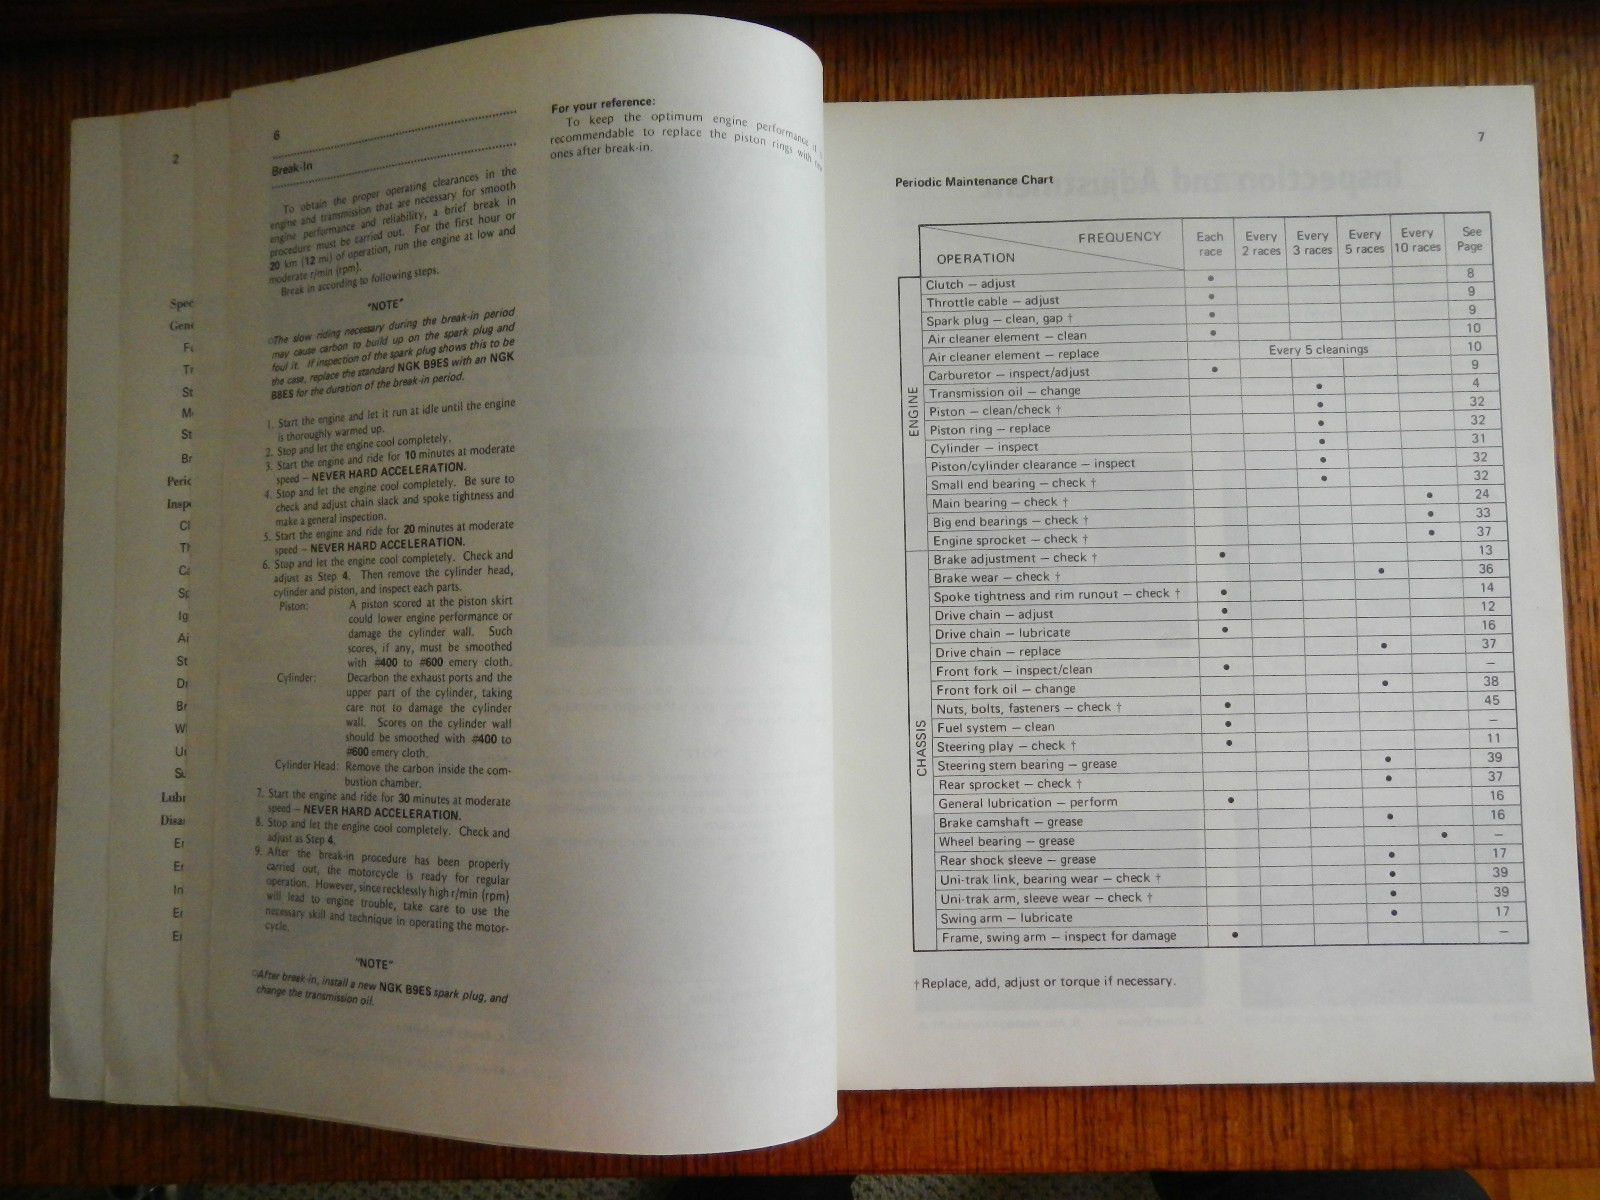 2
Spec
Gene
Fu
Tr
St
Mo
St
Br
Peric
Inspe
Cl
Th
Ca
Sp
Ig
Ai
St
Dr
Br
Wh
Un
Su
Lubr
Disas
En
En
In
En
En
6
Break-In
To obtain the proper operating clearances in the
engine and transmission that are necessary for smooth
engine performance and reliability, a brief break in
procedure must be carried out. For the first hour or
20 km (12 mi) of operation, run the engine at low and
moderate r/min (rpm).
Break in according to following steps.
"NOTE"
○The slow riding necessary during the break-in period
may cause carbon to build up on the spark plug and
foul it. If inspection of the spark plug shows this to be
the case, replace the standard NGK B9ES with an NGK
B8ES for the duration of the break-in period.
1. Start the engine and let it run at idle until the engine
is thoroughly warmed up.
2. Stop and let the engine cool completely.
3. Start the engine and ride for 10 minutes at moderate
speed – NEVER HARD ACCELERATION.
4. Stop and let the engine cool completely. Be sure to
check and adjust chain slack and spoke tightness and
make a general inspection.
5. Start the engine and ride for 20 minutes at moderate
speed – NEVER HARD ACCELERATION.
6. Stop and let the engine cool completely. Check and
adjust as Step 4. Then remove the cylinder head,
cylinder and piston, and inspect each parts.
Piston: A piston scored at the piston skirt
could lower engine performance or
damage the cylinder wall. Such
scores, if any, must be smoothed
with #400 to #600 emery cloth.
Cylinder: Decarbon the exhaust ports and the
upper part of the cylinder, taking
care not to damage the cylinder
wall. Scores on the cylinder wall
should be smoothed with #400 to
#600 emery cloth.
Cylinder Head: Remove the carbon inside the com-
bustion chamber.
7. Start the engine and ride for 30 minutes at moderate
speed – NEVER HARD ACCELERATION.
8. Stop and let the engine cool completely. Check and
adjust as Step 4.
9. After the break-in procedure has been properly
carried out, the motorcycle is ready for regular
operation. However, since recklessly high r/min (rpm)
will lead to engine trouble, take care to use the
necessary skill and technique in operating the motor-
cycle.
"NOTE"
○After break-in, install a new NGK B9ES spark plug, and
change the transmission oil.
For your reference:
To keep the optimum engine performance it is
recommendable to replace the piston rings with new
ones after break-in.
7
Periodic Maintenance Chart
FREQUENCY OPERATION Each race Every 2 races Every 3 races Every 5 races Every 10 races See Page
ENGINE
Clutch – adjust • 8
Throttle cable – adjust • 9
Spark plug – clean, gap † • 9
Air cleaner element – clean • 10
Air cleaner element – replace Every 5 cleanings 10
Carburetor – inspect/adjust • 9
Transmission oil – change • 4
Piston – clean/check † • 32
Piston ring – replace • 32
Cylinder – inspect • 31
Piston/cylinder clearance – inspect • 32
Small end bearing – check † • 32
Main bearing – check † • 24
Big end bearings – check † • 33
Engine sprocket – check † • 37
CHASSIS
Brake adjustment – check † • 13
Brake wear – check † • 36
Spoke tightness and rim runout – check † • 14
Drive chain – adjust • 12
Drive chain – lubricate • 16
Drive chain – replace • 37
Front fork – inspect/clean • –
Front fork oil – change • 38
Nuts, bolts, fasteners – check † • 45
Fuel system – clean • –
Steering play – check † • 11
Steering stem bearing – grease • 39
Rear sprocket – check † • 37
General lubrication – perform • 16
Brake camshaft – grease • 16
Wheel bearing – grease • –
Rear shock sleeve – grease • 17
Uni-trak link, bearing wear – check † • 39
Uni-trak arm, sleeve wear – check † • 39
Swing arm – lubricate • 17
Frame, swing arm – inspect for damage • –
†Replace, add, adjust or torque if necessary.